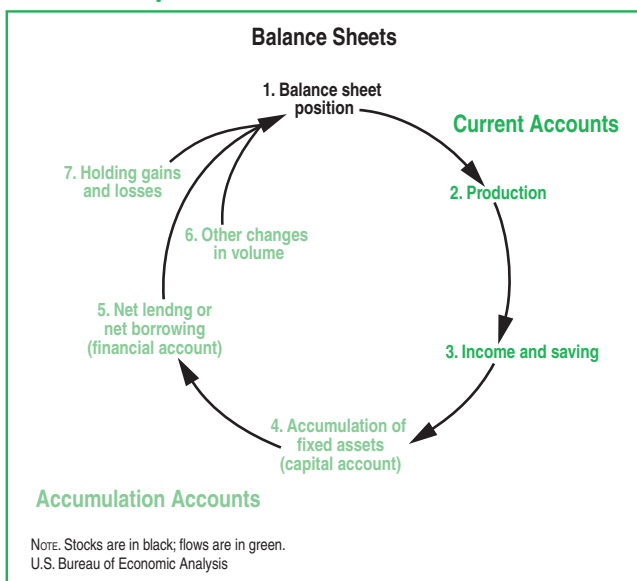 Balance Sheets
1. Balance sheet
position
Current Accounts
2. Production
3. Income and saving
4. Accumulation of
fixed assets
(capital account)
5. Net lendng or
net borrowing
(financial account)
6. Other changes
in volume
7. Holding gains
and losses
Accumulation Accounts
NOTE. Stocks are in black; flows are in green.
U.S. Bureau of Economic Analysis